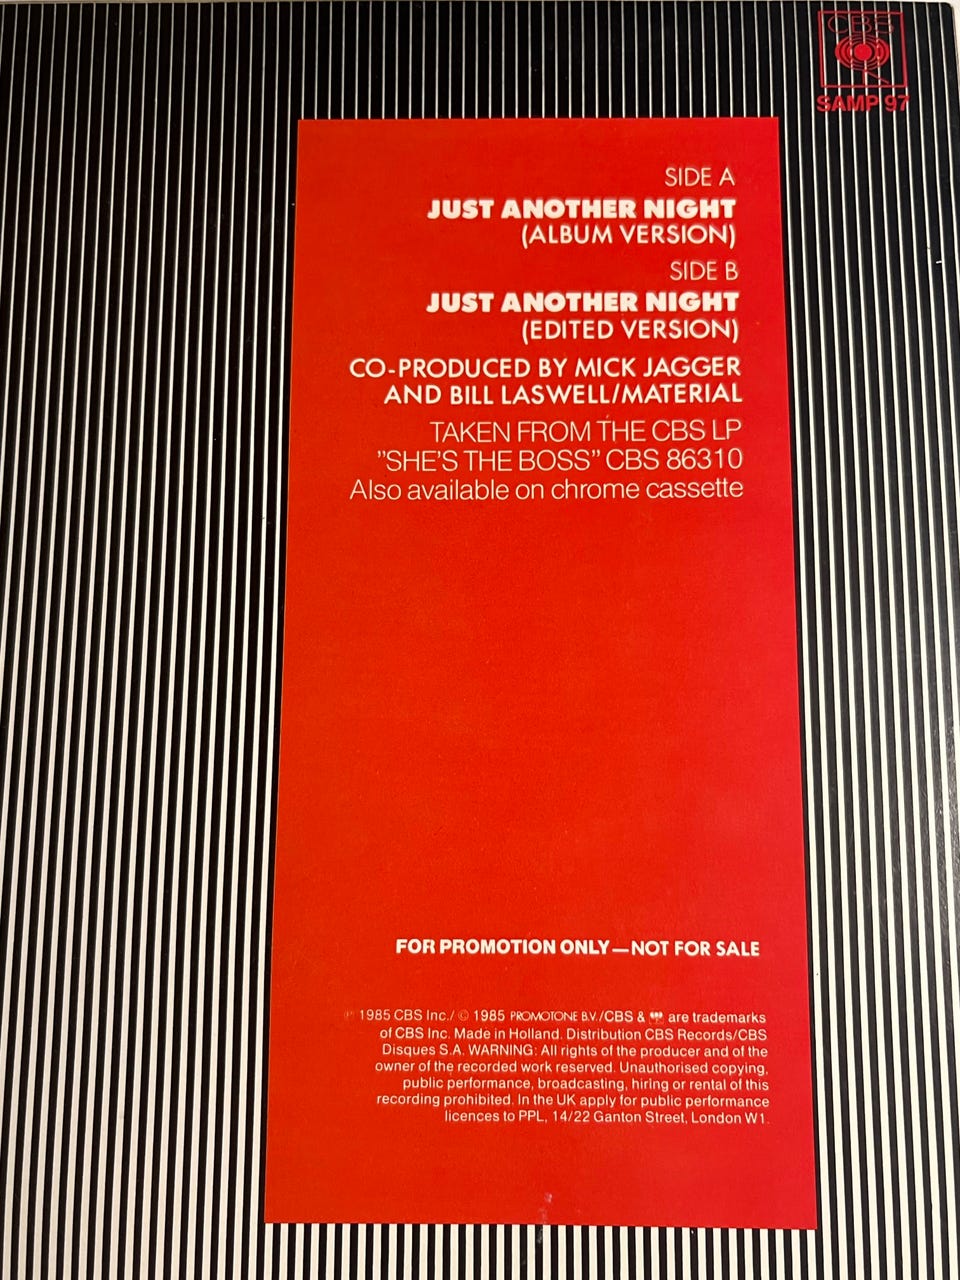 CBS
SAMP 97
SIDE A
JUST ANOTHER NIGHT
(ALBUM VERSION)
SIDE B
JUST ANOTHER NIGHT
(EDITED VERSION)
CO-PRODUCED BY MICK JAGGER
AND BILL LASWELL/MATERIAL
TAKEN FROM THE CBS LP
"SHE'S THE BOSS" CBS 86310
Also available on chrome cassette
FOR PROMOTION ONLY—NOT FOR SALE
℗ 1985 CBS Inc./ © 1985 PROMOTONE B.V./CBS & are trademarks
of CBS Inc. Made in Holland. Distribution CBS Records/CBS
Disques S.A. WARNING: All rights of the producer and of the
owner of the recorded work reserved. Unauthorised copying,
public performance, broadcasting, hiring or rental of this
recording prohibited. In the UK apply for public performance
licences to PPL, 14/22 Ganton Street, London W1.